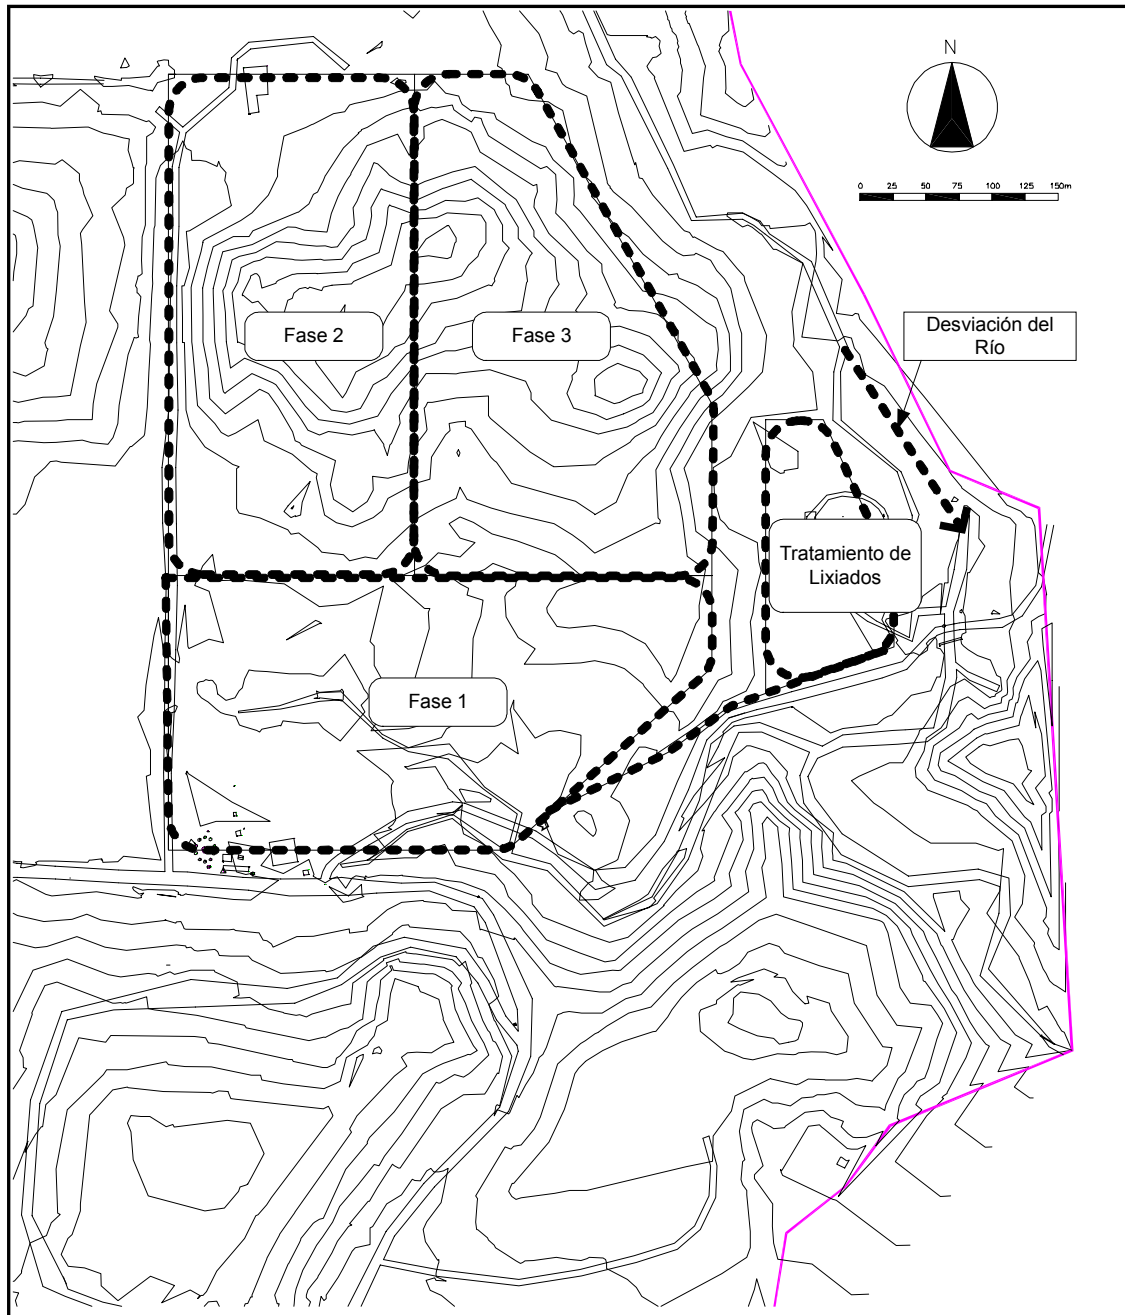 N
0 25 50 75 100 125 150m
Desviación del
Río
Fase 2
Fase 3
Tratamiento de
Lixiados
Fase 1